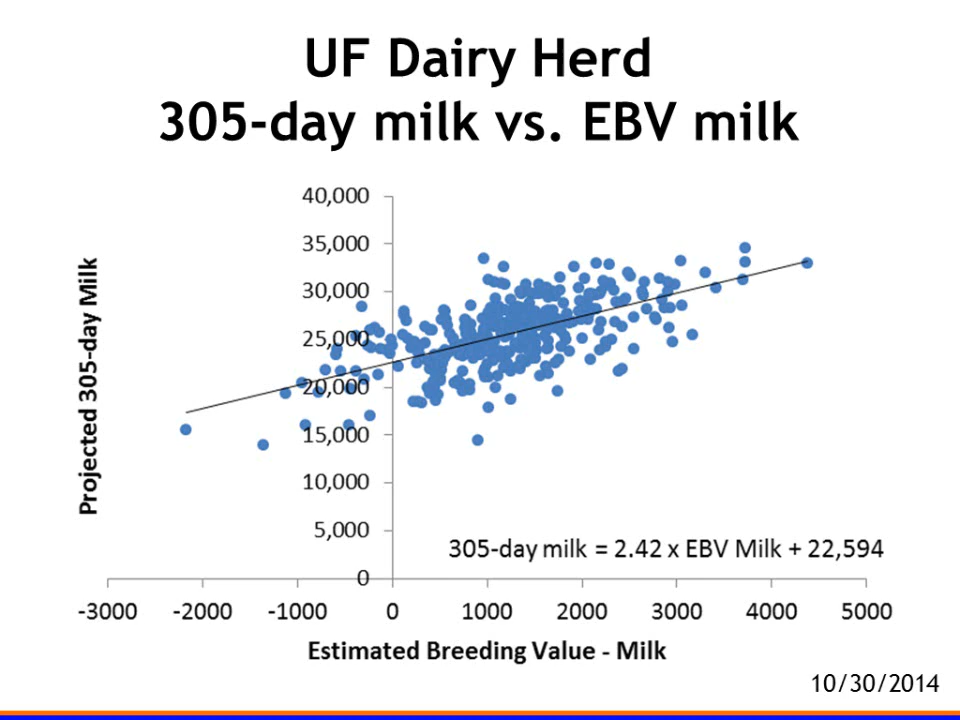 UF Dairy Herd
305-day milk vs. EBV milk
40,000
35,000
30,000
25,000
20,000
15,000
10,000
5,000
0
Projected 305-day Milk
305-day milk = 2.42 x EBV Milk + 22,594
-3000 -2000 -1000 0 1000 2000 3000 4000 5000
Estimated Breeding Value - Milk
10/30/2014